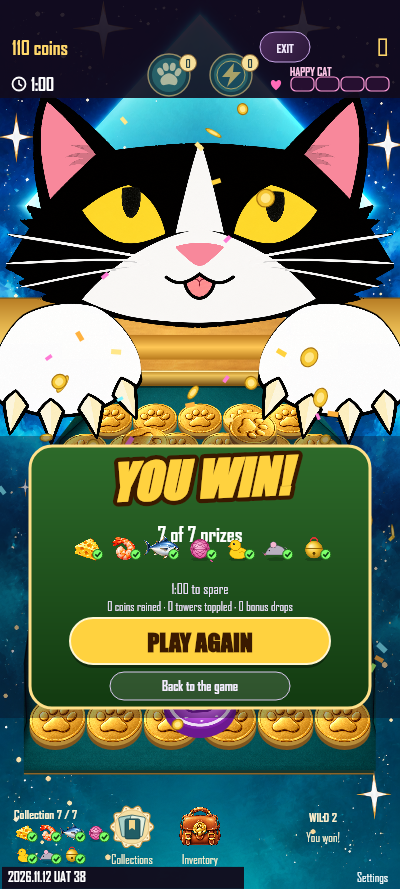 110 coins
EXIT
0
0
1:00
HAPPY CAT
YOU WIN!
7 of 7 prizes
1:00 to spare
0 coins rained · 0 towers toppled · 0 bonus drops
PLAY AGAIN
Back to the game
Collection 7 / 7
WILD 2
You won!
Collections
Inventory
2026.11.12 UAT 38
Settings